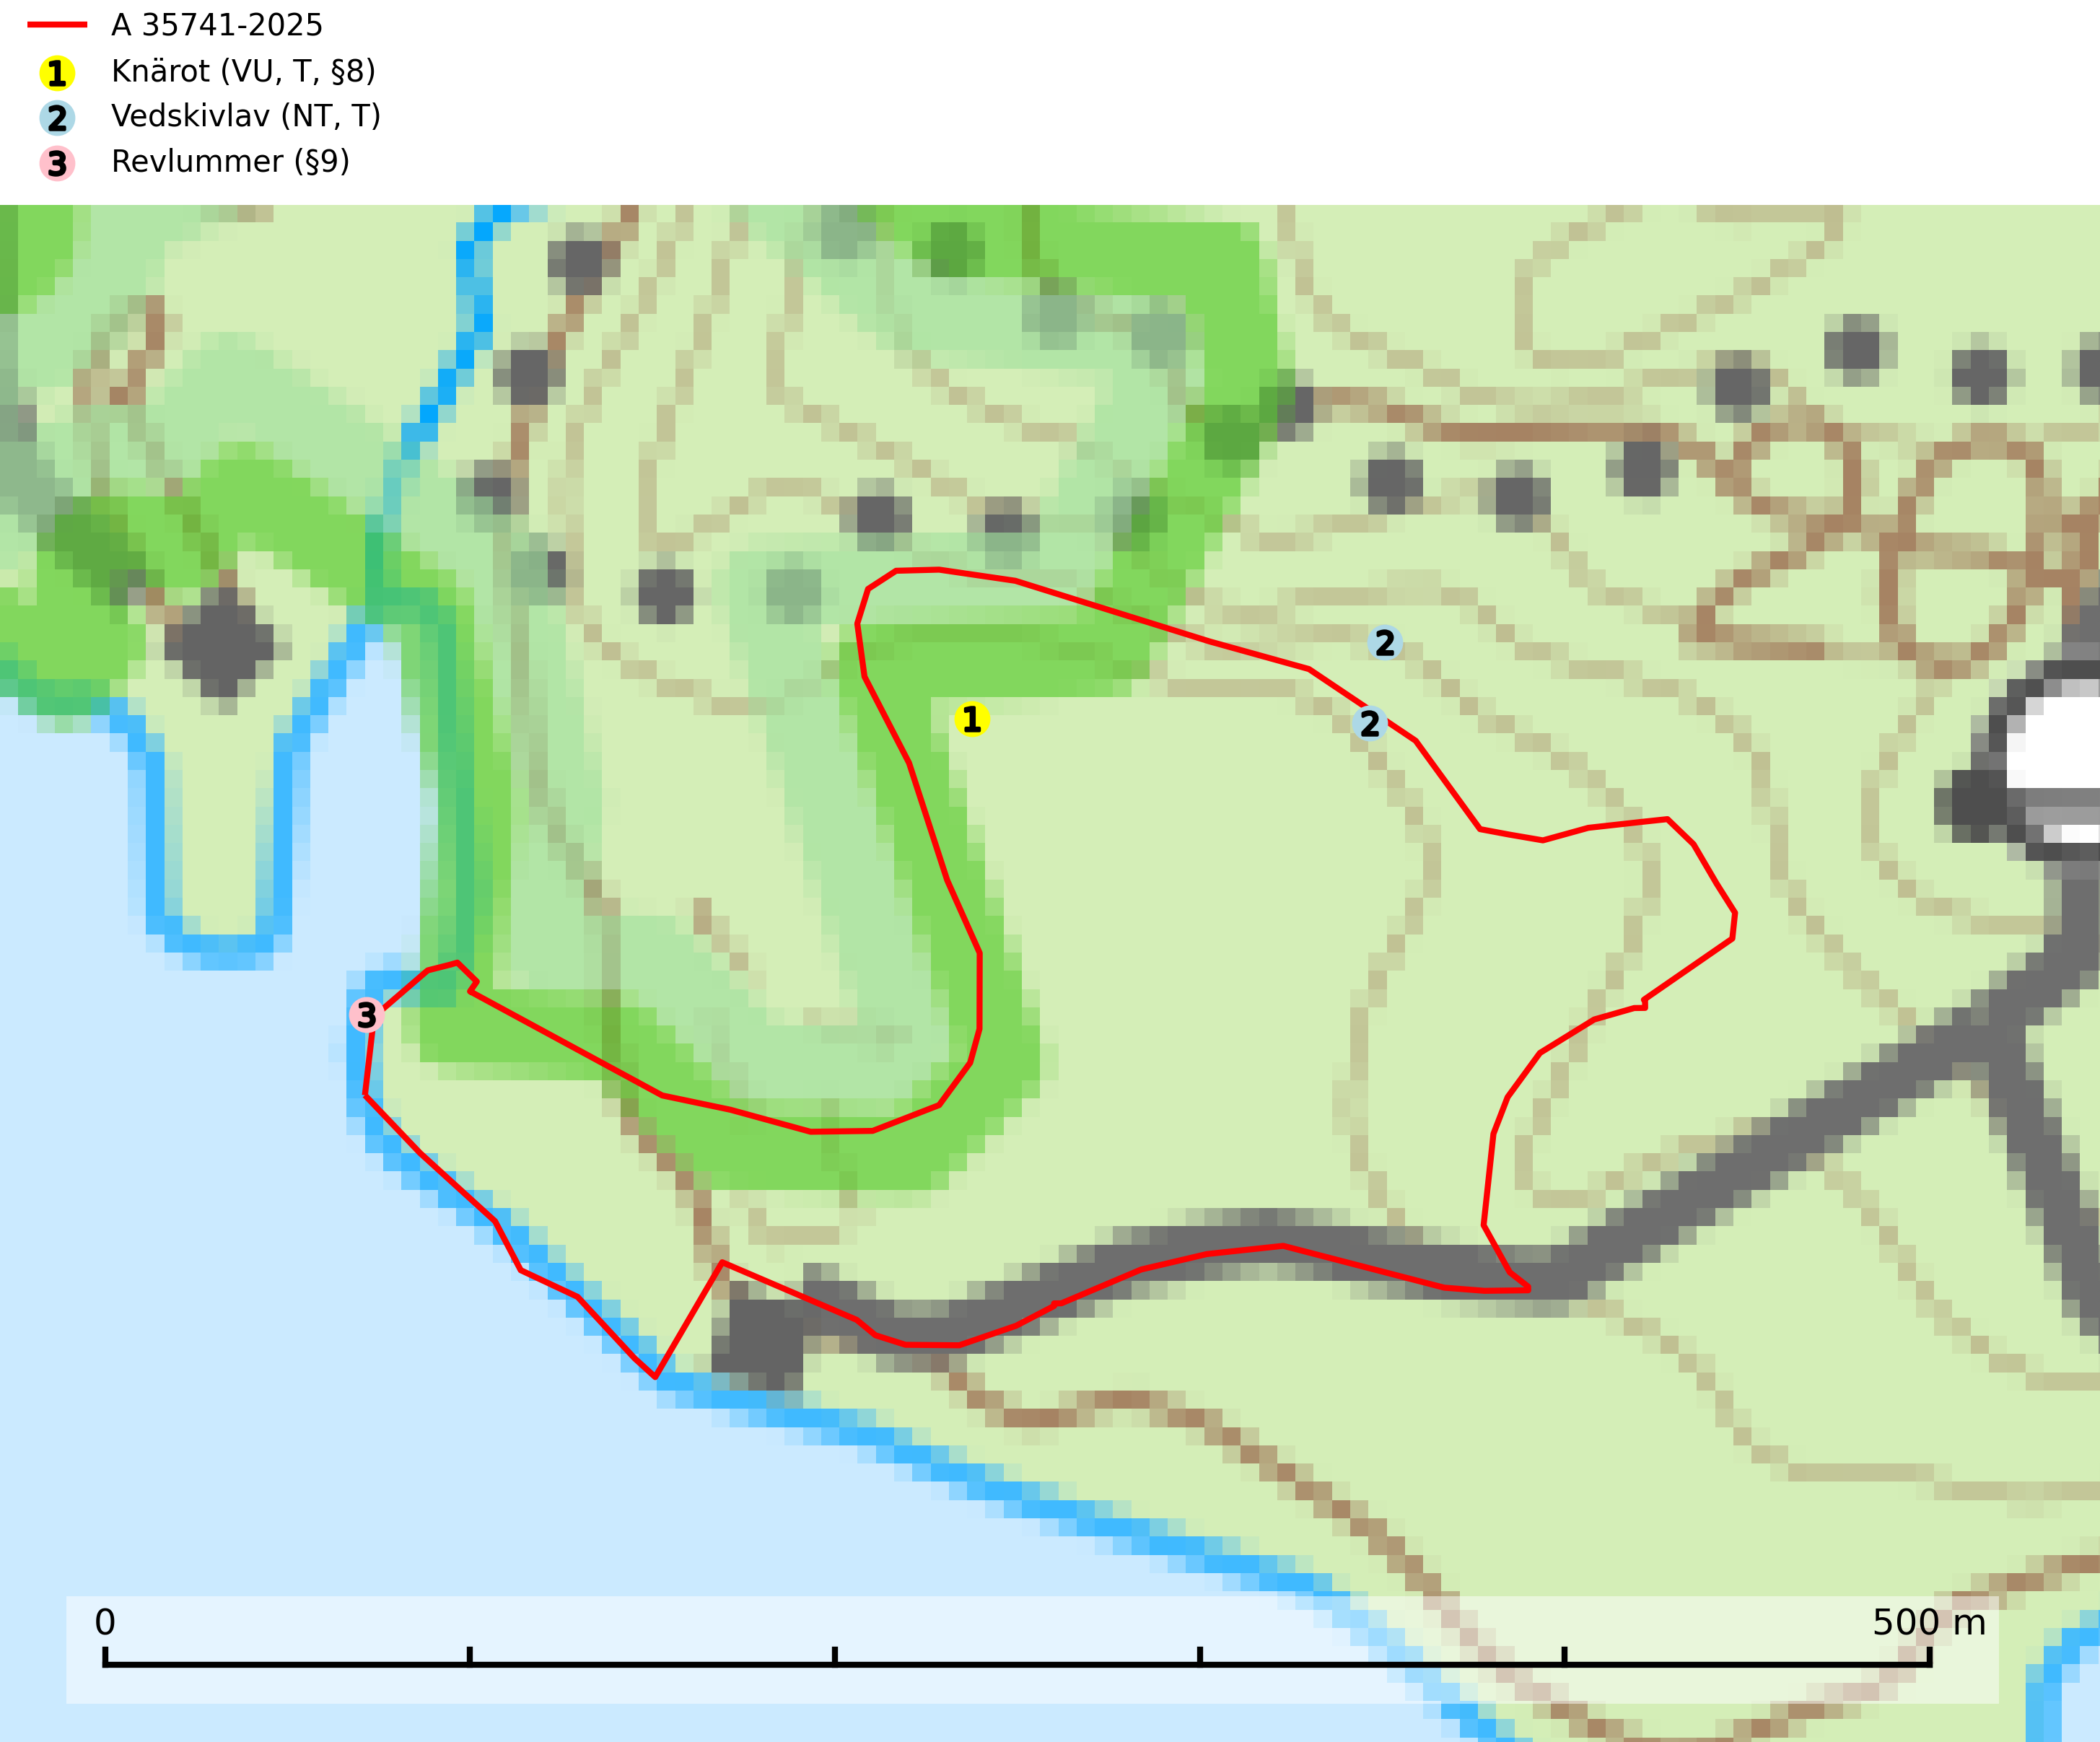 A 35741-2025
1 Knärot (VU, T, §8)
2 Vedskivlav (NT, T)
3 Revlummer (§9)
2
1
2
3
0 500 m